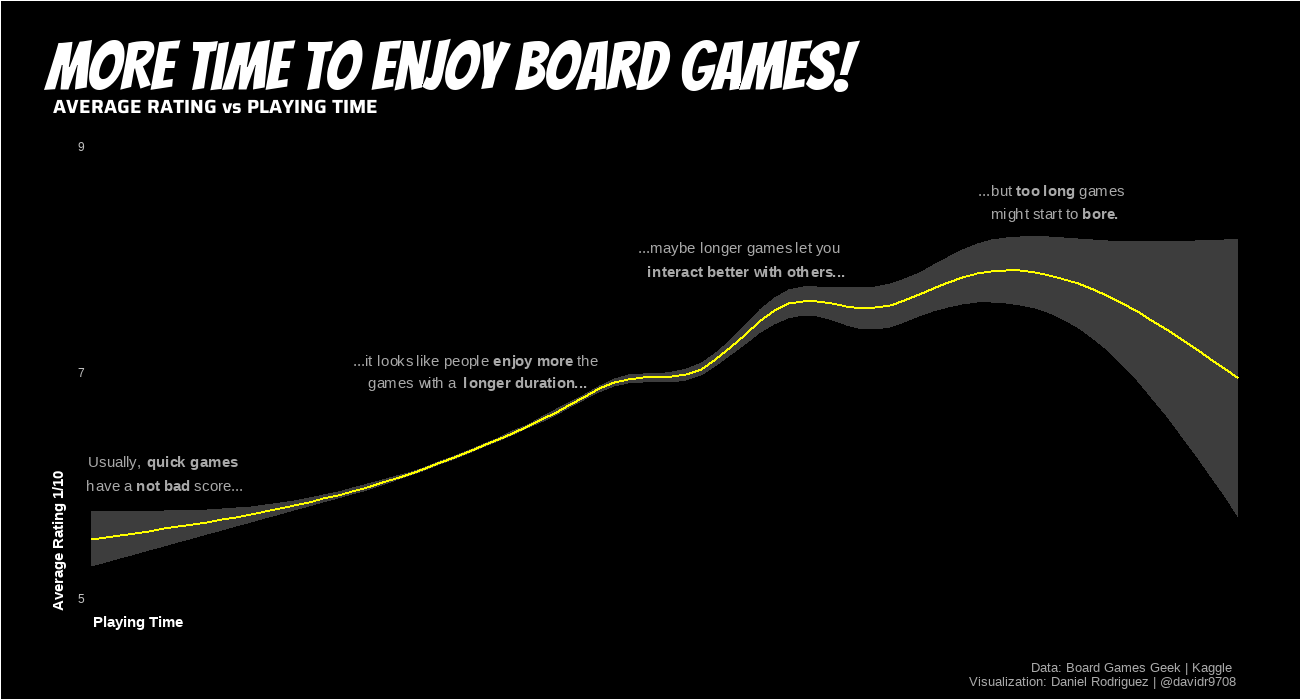 MORE TIME TO ENJOY BOARD GAMES!
AVERAGE RATING vs PLAYING TIME
9
...but too long games
might start to bore.
...maybe longer games let you
interact better with others...
...it looks like people enjoy more the
games with a longer duration...
7
Usually, quick games
have a not bad score...
Average Rating 1/10
5
Playing Time
Data: Board Games Geek | Kaggle
Visualization: Daniel Rodriguez | @davidr9708